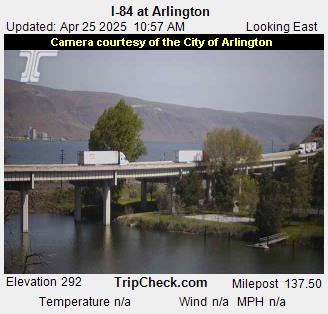 I-84 at Arlington
Updated: Apr 25 2025 10:57 AM Looking East
Camera courtesy of the City of Arlington
Elevation 292 TripCheck.com Milepost 137.50
Temperature n/a Wind n/a MPH n/a